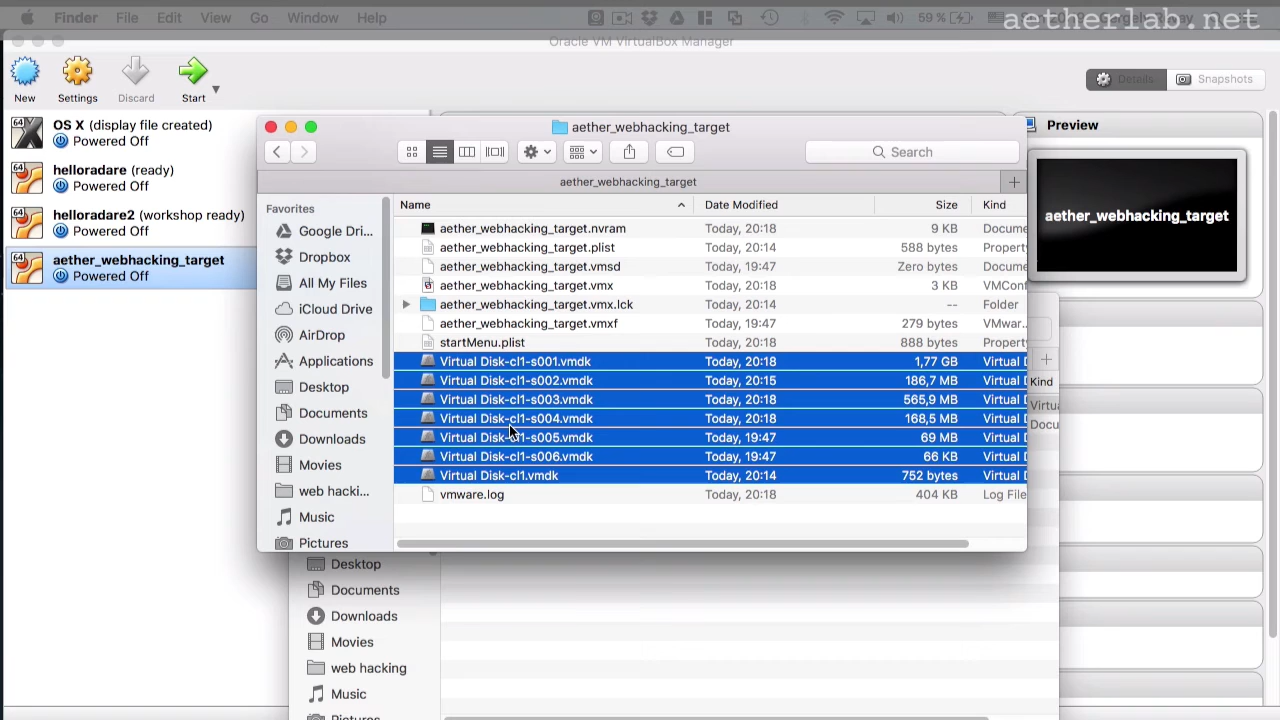 Finder File Edit View Go Window Help 59 %
aetherlab.net
Oracle VM VirtualBox Manager
New Settings Discard Start
Details Snapshots
64 OS X (display file created)
Powered Off
64 helloradare (ready)
Powered Off
64 helloradare2 (workshop ready)
Powered Off
64 aether_webhacking_target
Powered Off
Preview
aether_webhacking_target
aether_webhacking_target
Search
aether_webhacking_target
Favorites
Google Dri...
Dropbox
All My Files
iCloud Drive
AirDrop
Applications
Desktop
Documents
Downloads
Movies
web hacki...
Music
Pictures
Name Date Modified Size Kind
aether_webhacking_target.nvram Today, 20:18 9 KB Docume
aether_webhacking_target.plist Today, 20:14 588 bytes Propert
aether_webhacking_target.vmsd Today, 19:47 Zero bytes Docume
aether_webhacking_target.vmx Today, 20:18 3 KB VMConf
aether_webhacking_target.vmx.lck Today, 20:14 -- Folder
aether_webhacking_target.vmxf Today, 19:47 279 bytes VMwar..
startMenu.plist Today, 20:18 888 bytes Propert
Virtual Disk-cl1-s001.vmdk Today, 20:18 1,77 GB Virtual D
Virtual Disk-cl1-s002.vmdk Today, 20:15 186,7 MB Virtual D
Virtual Disk-cl1-s003.vmdk Today, 20:18 565,9 MB Virtual D
Virtual Disk-cl1-s004.vmdk Today, 20:18 168,5 MB Virtual D
Virtual Disk-cl1-s005.vmdk Today, 19:47 69 MB Virtual D
Virtual Disk-cl1-s006.vmdk Today, 19:47 66 KB Virtual D
Virtual Disk-cl1.vmdk Today, 20:14 752 bytes Virtual D
vmware.log Today, 20:18 404 KB Log File
Kind
Virtua
Docu
Desktop
Documents
Downloads
Movies
web hacking
Music
Pictures